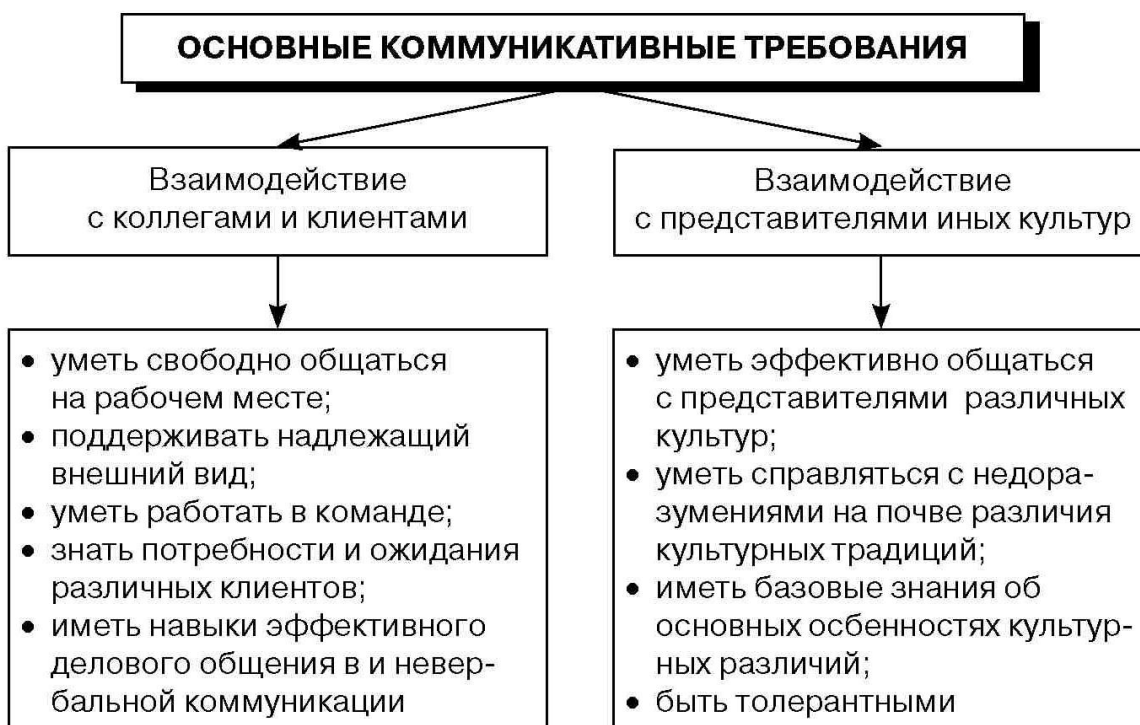 ОСНОВНЫЕ КОММУНИКАТИВНЫЕ ТРЕБОВАНИЯ
Взаимодействие
с коллегами и клиентами
Взаимодействие
с представителями иных культур
• уметь свободно общаться
на рабочем месте;
• поддерживать надлежащий
внешний вид;
• уметь работать в команде;
• знать потребности и ожидания
различных клиентов;
• иметь навыки эффективного
делового общения в и невер-
бальной коммуникации
• уметь эффективно общаться
с представителями различных
культур;
• уметь справляться с недора-
зумениями на почве различия
культурных традиций;
• иметь базовые знания об
основных осбенностях культур-
ных различий;
• быть толерантными